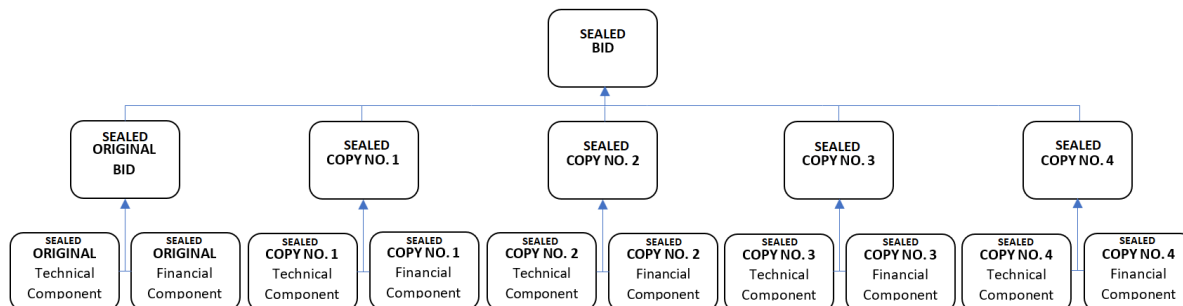 SEALED
BID
SEALED
ORIGINAL
BID
SEALED
COPY NO. 1
SEALED
COPY NO. 2
SEALED
COPY NO. 3
SEALED
COPY NO. 4
SEALED
ORIGINAL
Technical
Component
SEALED
ORIGINAL
Financial
Component
SEALED
COPY NO. 1
Technical
Component
SEALED
COPY NO. 1
Financial
Component
SEALED
COPY NO. 2
Technical
Component
SEALED
COPY NO. 2
Financial
Component
SEALED
COPY NO. 3
Technical
Component
SEALED
COPY NO. 3
Financial
Component
SEALED
COPY NO. 4
Technical
Component
SEALED
COPY NO. 4
Financial
Component